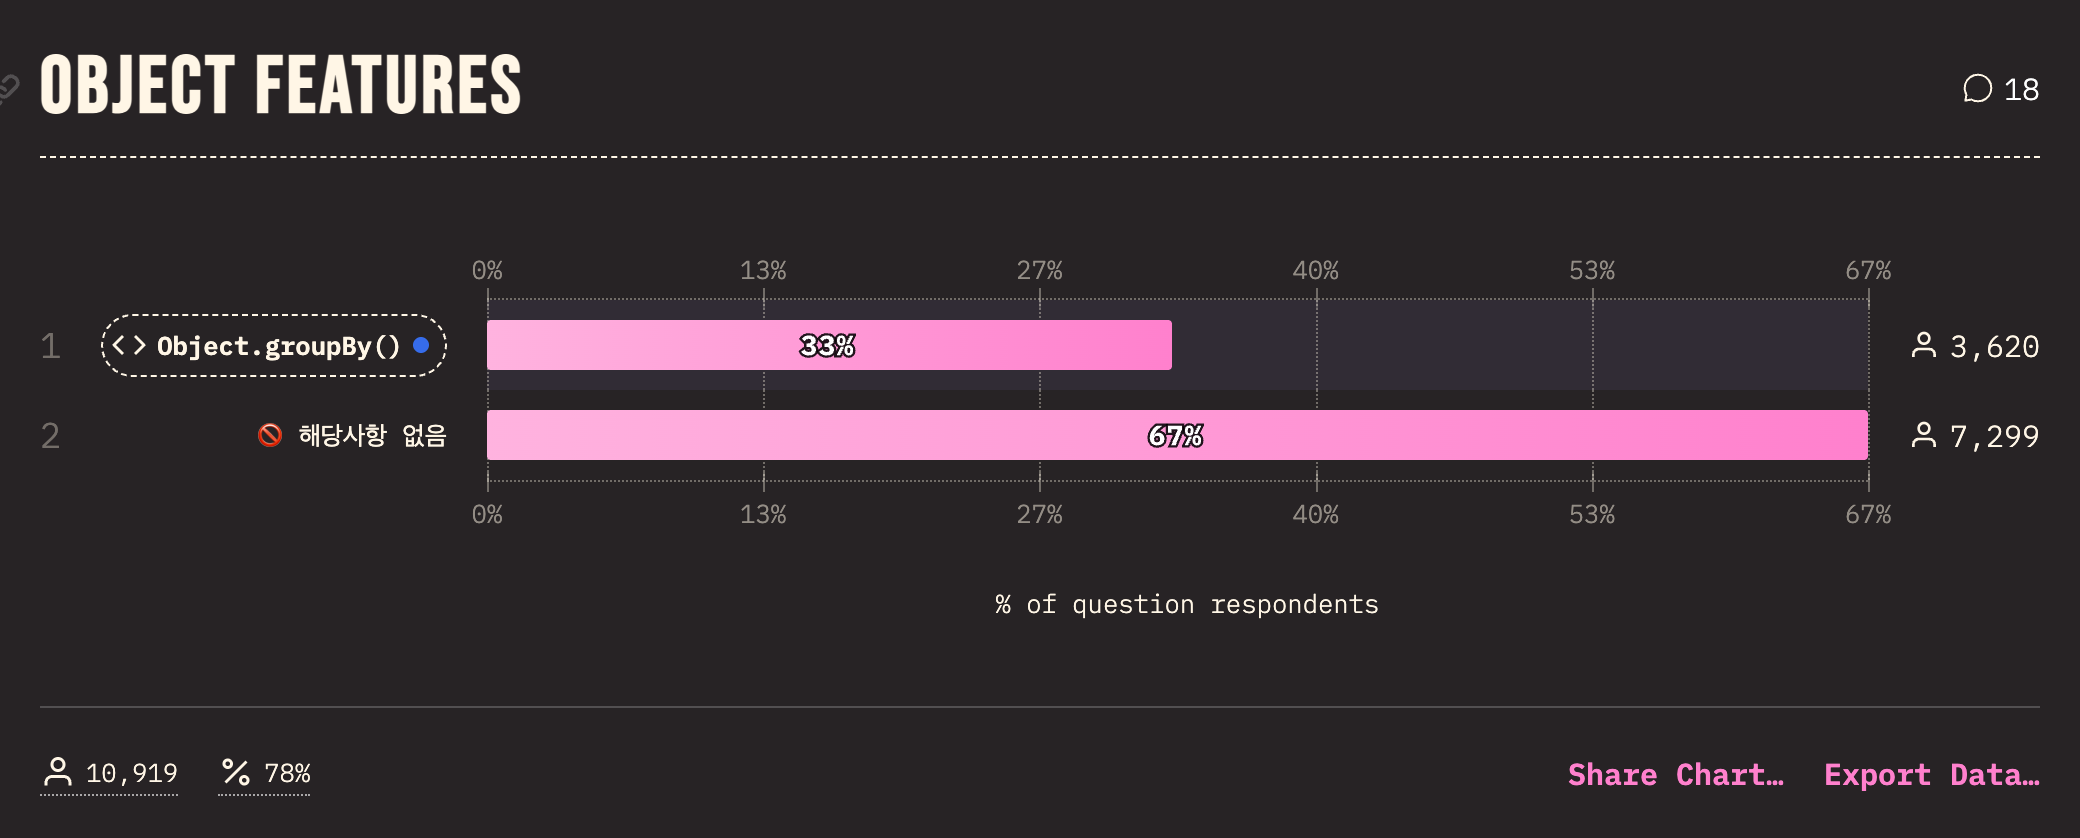 OBJECT FEATURES
18
0% 13% 27% 40% 53% 67%
1 <> Object.groupBy() 33% 3,620
2 해당사항 없음 67% 7,299
0% 13% 27% 40% 53% 67%
% of question respondents
10,919 % 78% Share Chart… Export Data…